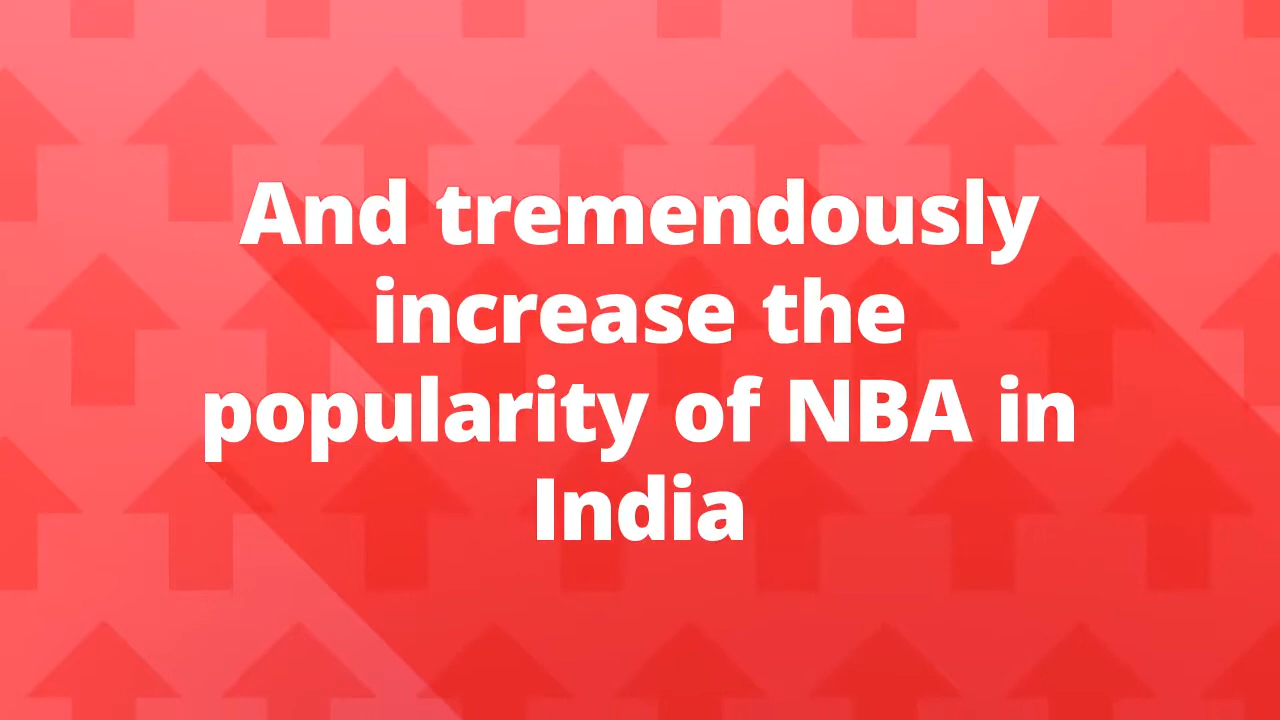 And tremendously
increase the
popularity of NBA in
India